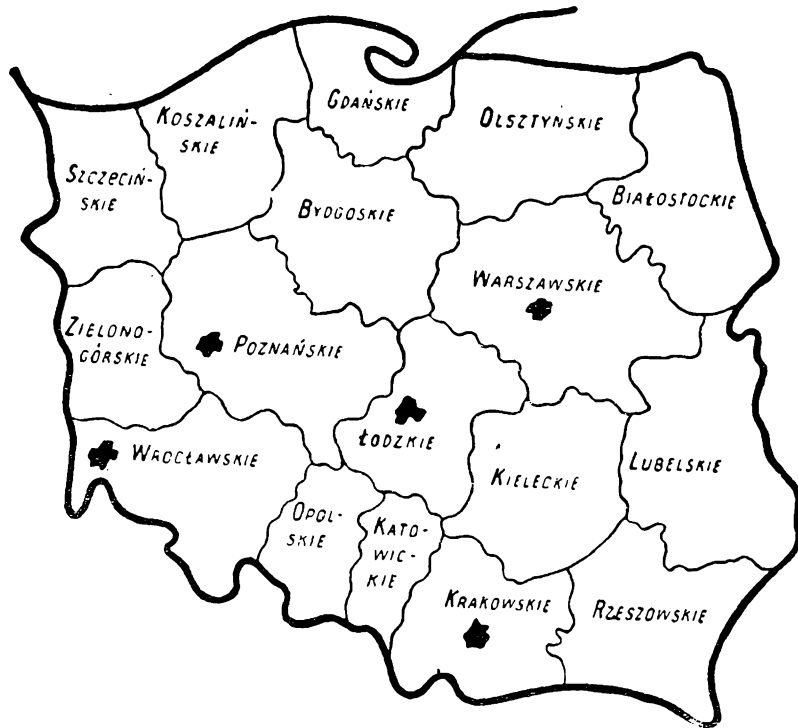 GDAŃSKIE
KOSZALIŃ-
SKIE
OLSZTYŃSKIE
SZCZECIŃ-
SKIE
BIAŁOSTOCKIE
BYDGOSKIE
WARSZAWSKIE
ZIELONO-
GÓRSKIE
POZNAŃSKIE
ŁODZKIE
WROCŁAWSKIE
KIELECKIE
LUBELSKIE
OPOL-
SKIE
KATO-
WIC-
KIE
KRAKOWSKIE
RZESZOWSKIE